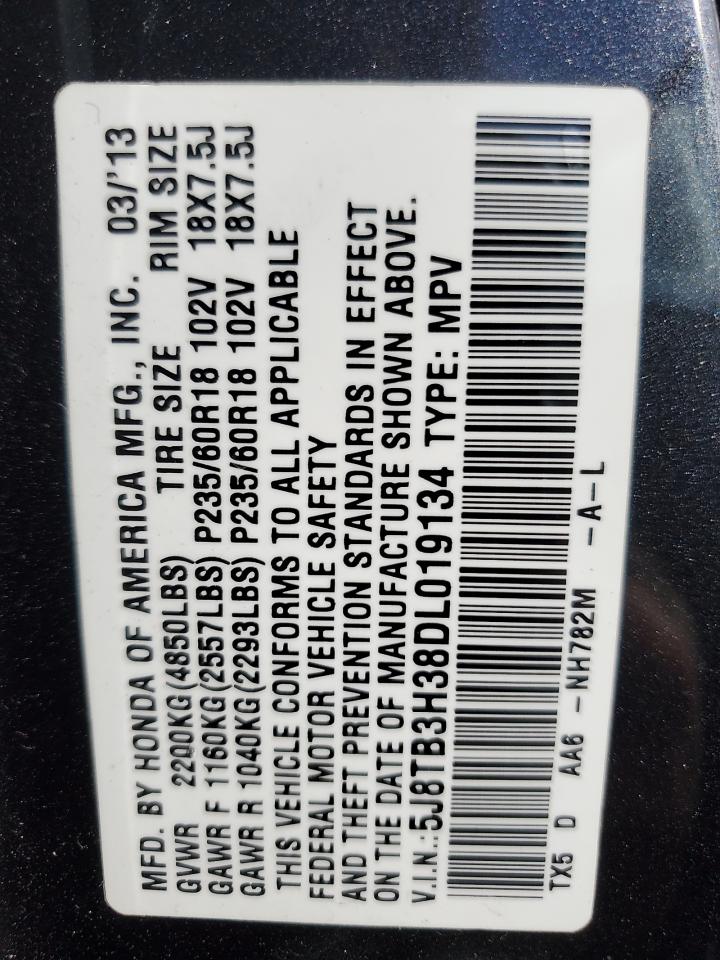 MFD. BY HONDA OF AMERICA MFG., INC. 03/'13
GVWR 2200KG(4850LBS) TIRE SIZE RIM SIZE
GAWR F 1160KG(2557LBS) P235/60R18 102V 18X7.5J
GAWR R 1040KG(2293LBS) P235/60R18 102V 18X7.5J
THIS VEHICLE CONFORMS TO ALL APPLICABLE
FEDERAL MOTOR VEHICLE SAFETY
AND THEFT PREVENTION STANDARDS IN EFFECT
ON THE DATE OF MANUFACTURE SHOWN ABOVE.
V.I.N.:5J8TB3H38DL019134 TYPE: MPV
TX5 D AA6 -NH782M -A-L